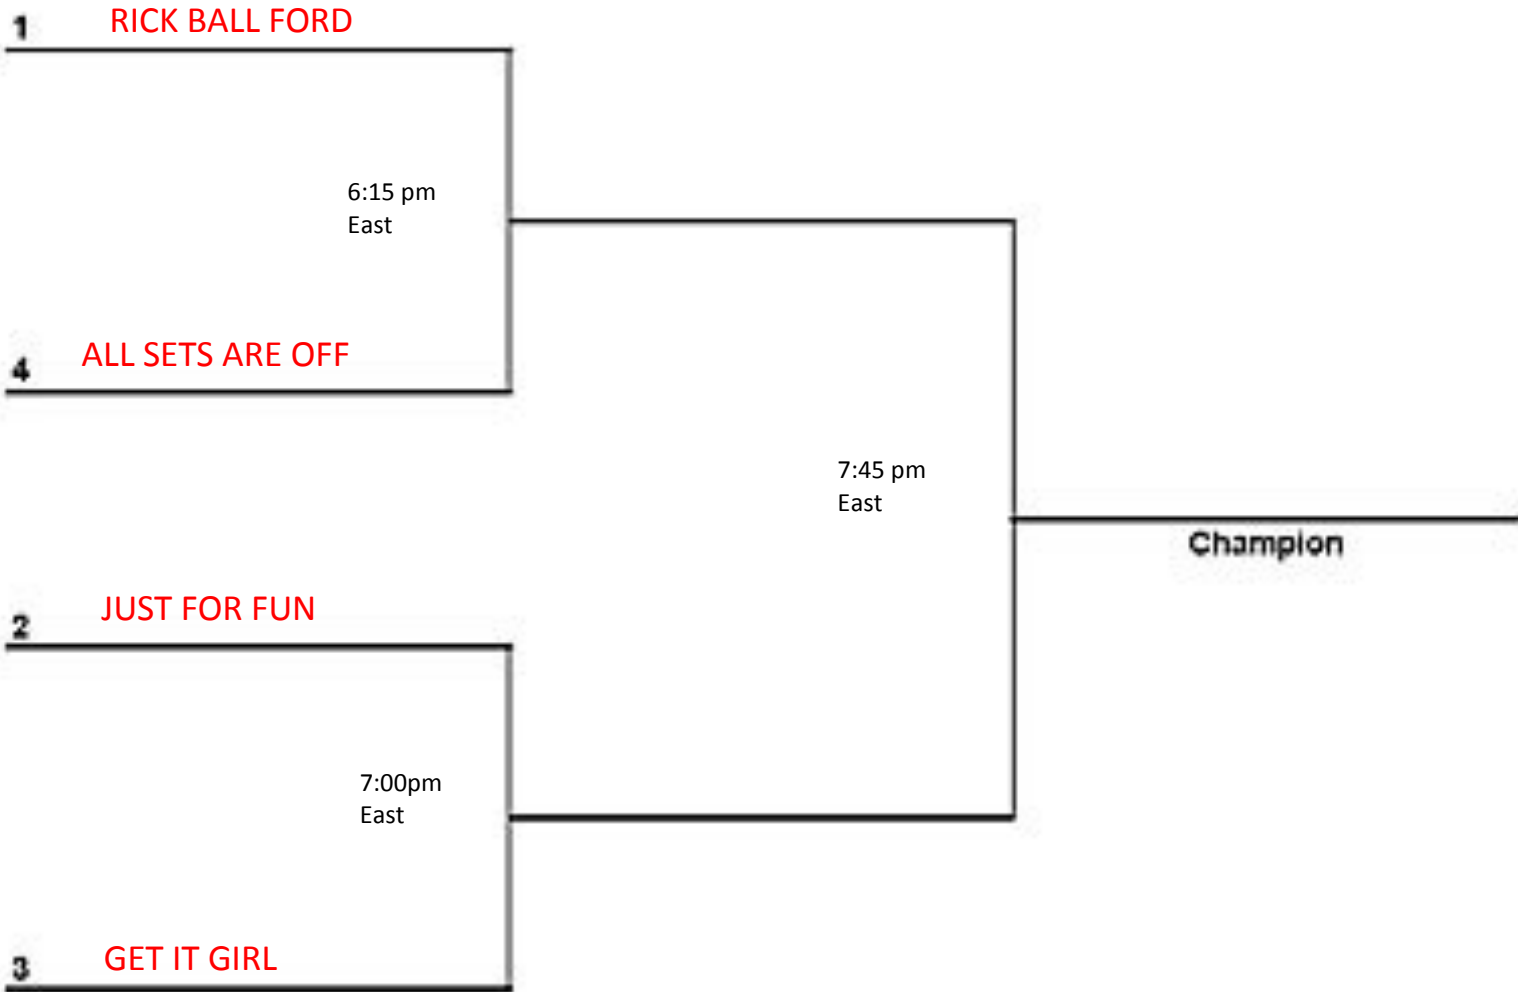 1
RICK BALL FORD
6:15 pm
East
4
ALL SETS ARE OFF
7:45 pm
East
Champion
2
JUST FOR FUN
7:00pm
East
3
GET IT GIRL